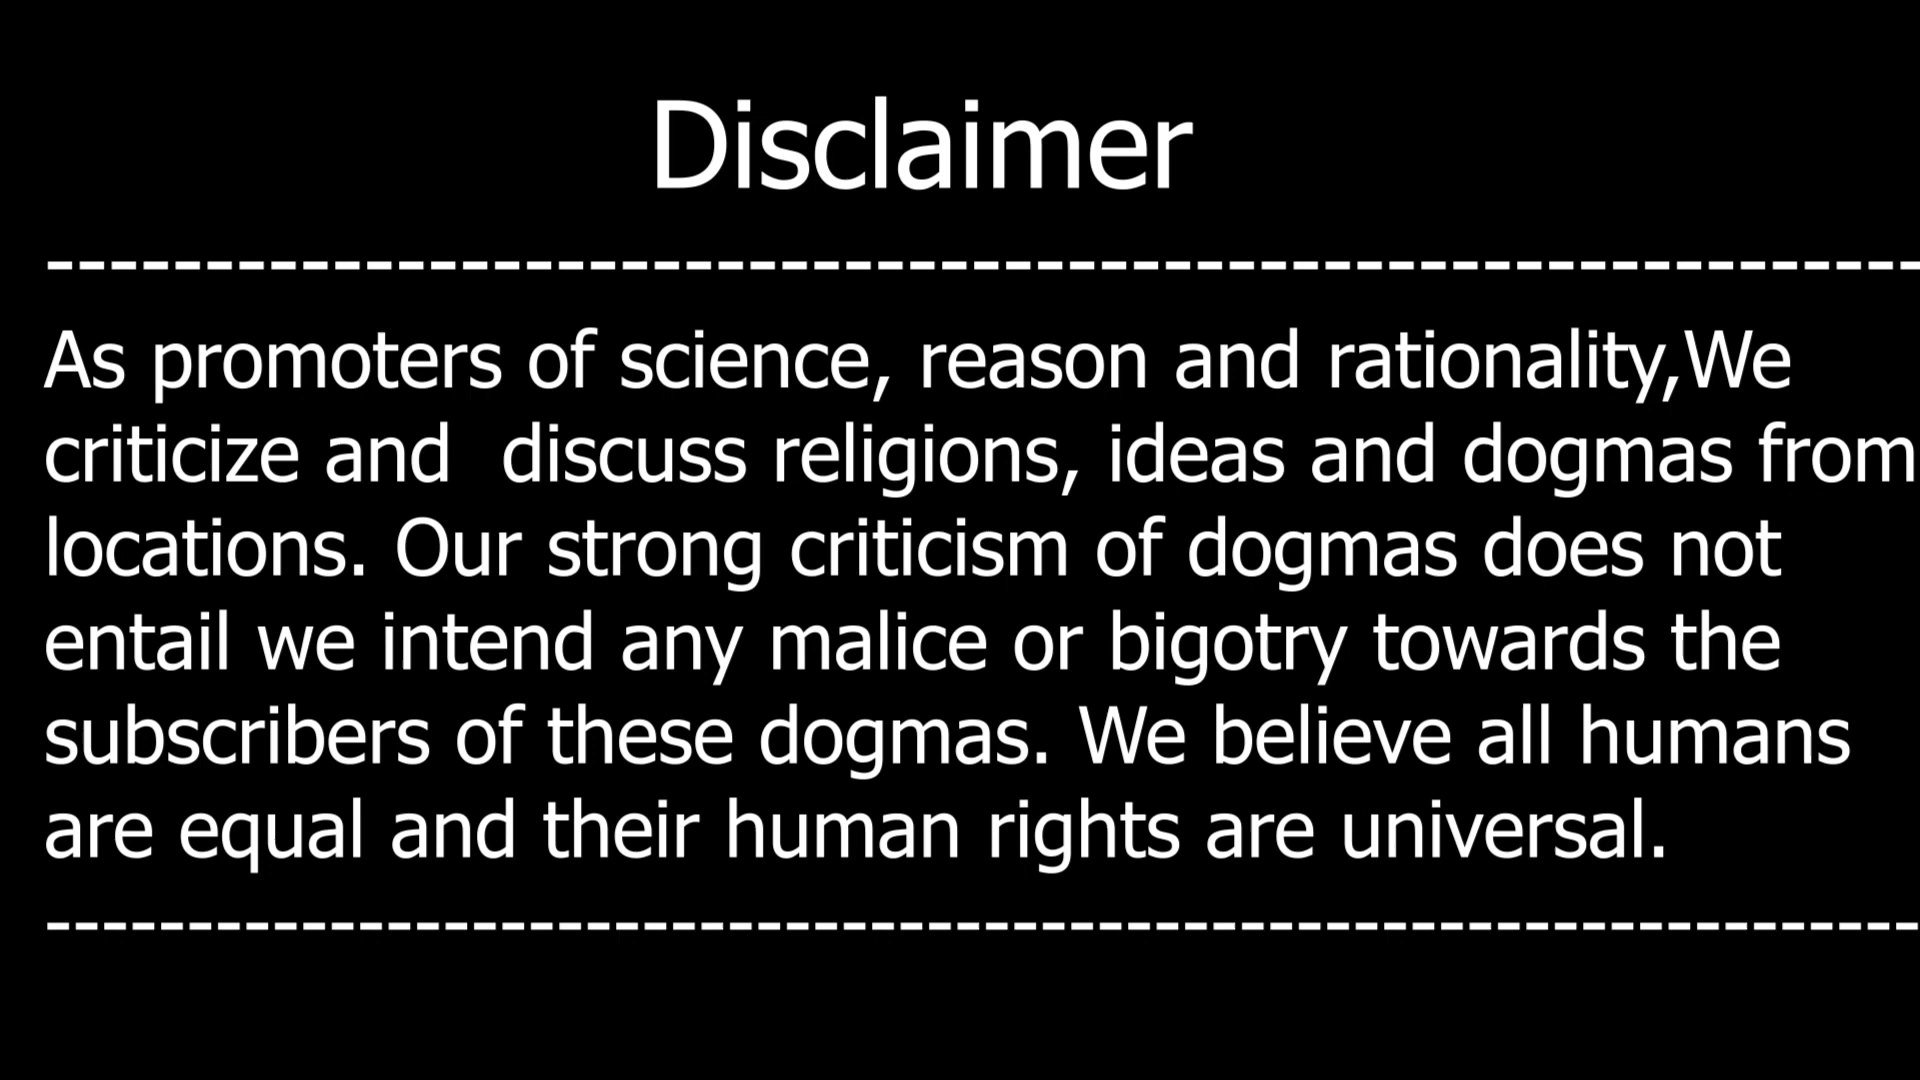 Disclaimer
-----------------------------------------------------------
As promoters of science, reason and rationality,We
criticize and  discuss religions, ideas and dogmas from
locations. Our strong criticism of dogmas does not
entail we intend any malice or bigotry towards the
subscribers of these dogmas. We believe all humans
are equal and their human rights are universal.
------------------------------------------------------------------